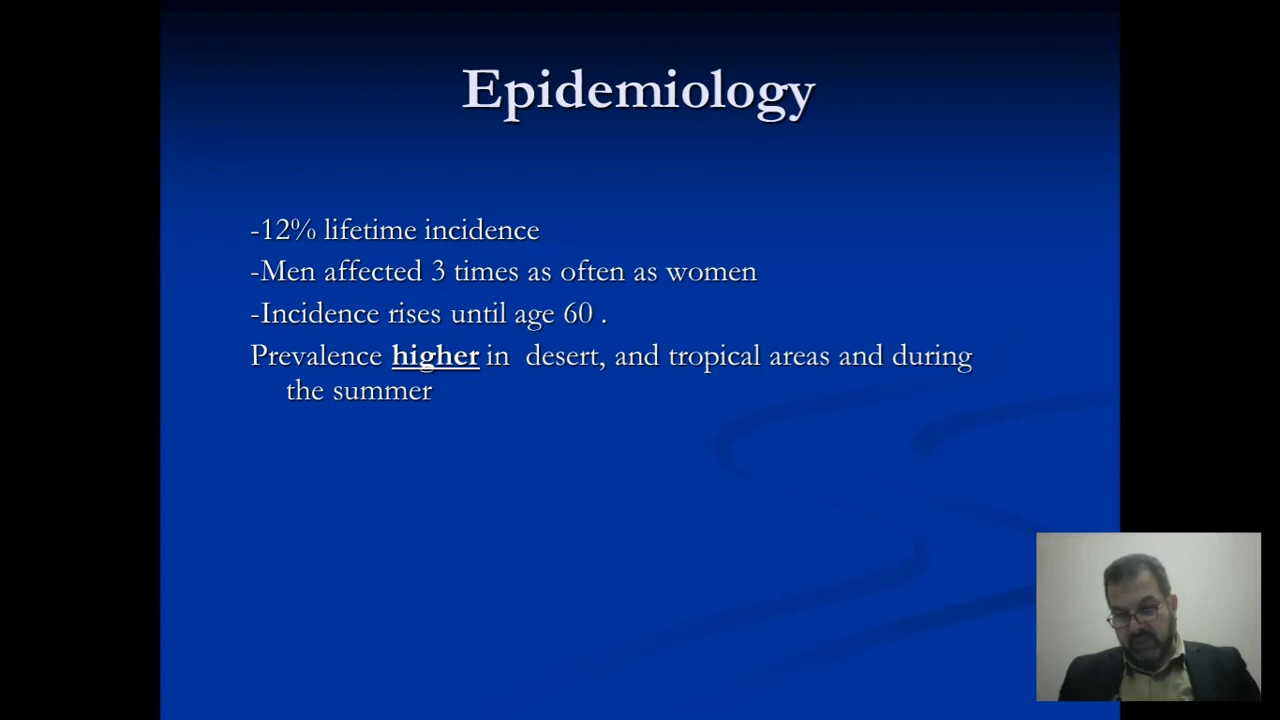 Epidemiology
-12% lifetime incidence
-Men affected 3 times as often as women
-Incidence rises until age 60 .
Prevalence higher in  desert, and tropical areas and during
the summer